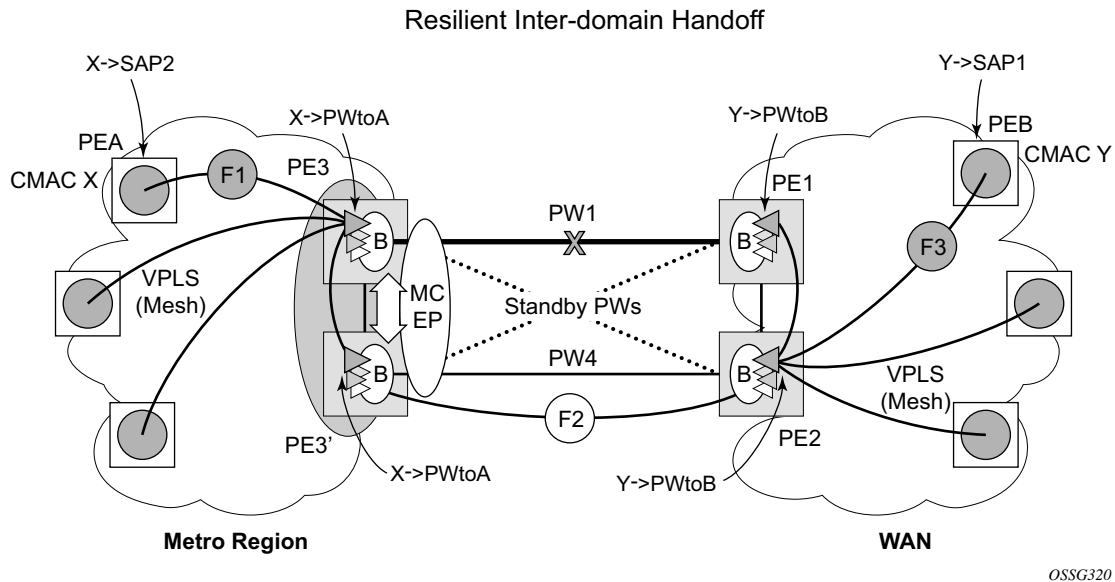 Resilient Inter-domain Handoff
X->SAP2
Y->SAP1
X->PWtoA
Y->PWtoB
PEA
PEB
CMAC X
F1
PE3
PE1
CMAC Y
PW1
B
X
B
F3
VPLS
(Mesh)
MC
EP
Standby PWs
PW4
B
B
VPLS
(Mesh)
F2
PE3’
PE2
X->PWtoA
Y->PWtoB
Metro Region
WAN
OSSG320